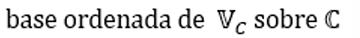 base ordenada de 𝕍_C sobre ℂ